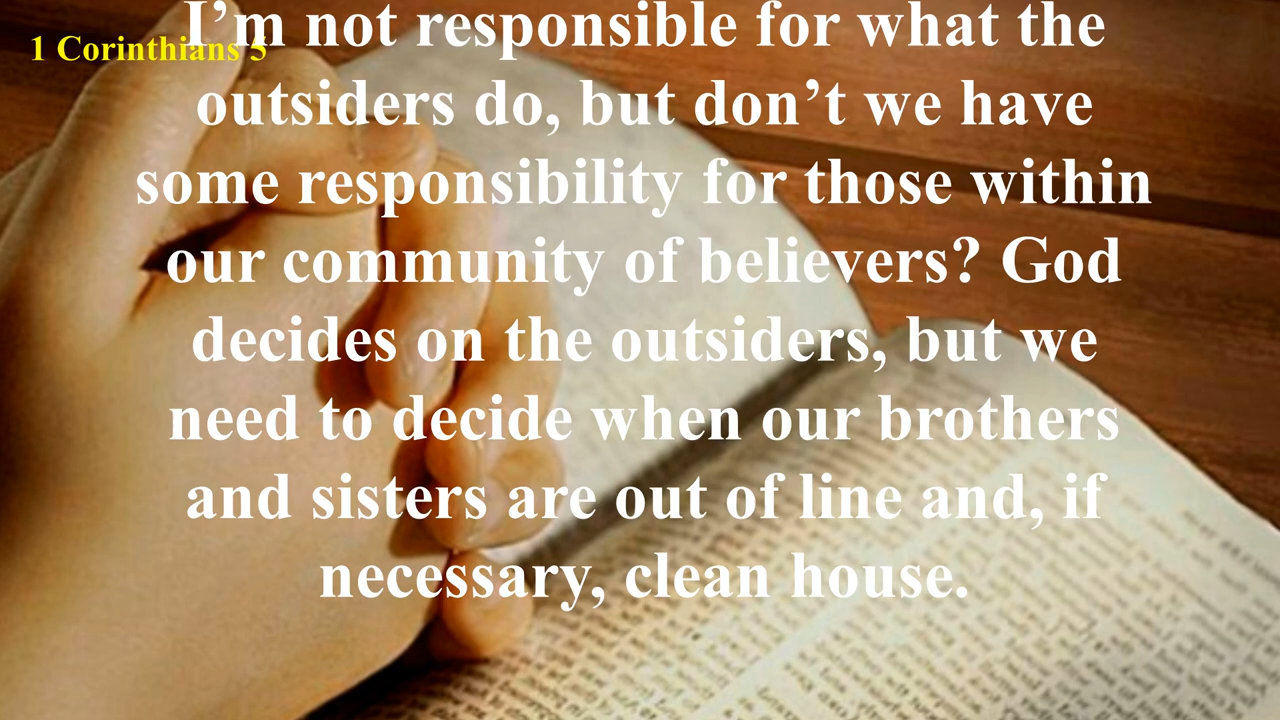 1 Corinthians 5
I’m not responsible for what the
outsiders do, but don’t we have
some responsibility for those within
our community of believers? God
decides on the outsiders, but we
need to decide when our brothers
and sisters are out of line and, if
necessary, clean house.